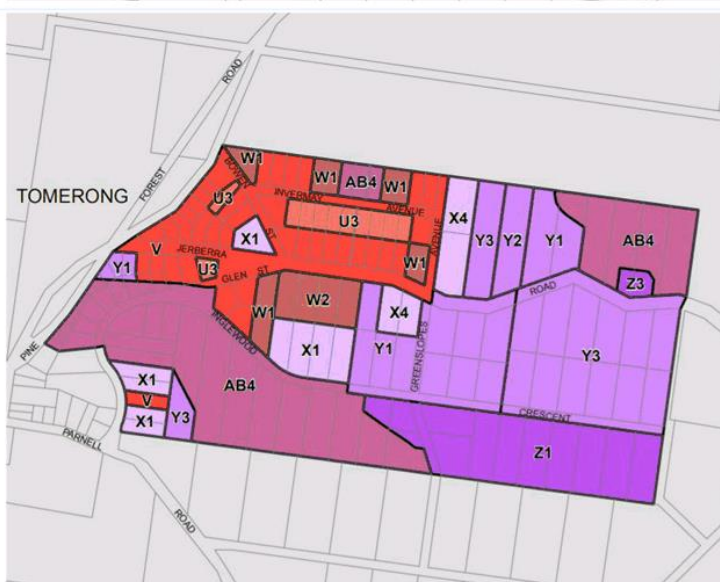 ROAD
FOREST
TOMERONG
PINE
W1
BOWEN
ST
W1
AB4
W1
INVERMAY
AVENUE
U3
U3
X1
V
JERBERRA
U3
GLEN ST
W1
AVENUE
Y1
X4
Y3
Y2
Y1
AB4
Z3
ROAD
W1
W2
X4
INGLEWOOD
X1
Y1
GREENSLOPES
Y3
AB4
X1
V
X1
Y3
CRESCENT
Z1
PARNELL
ROAD